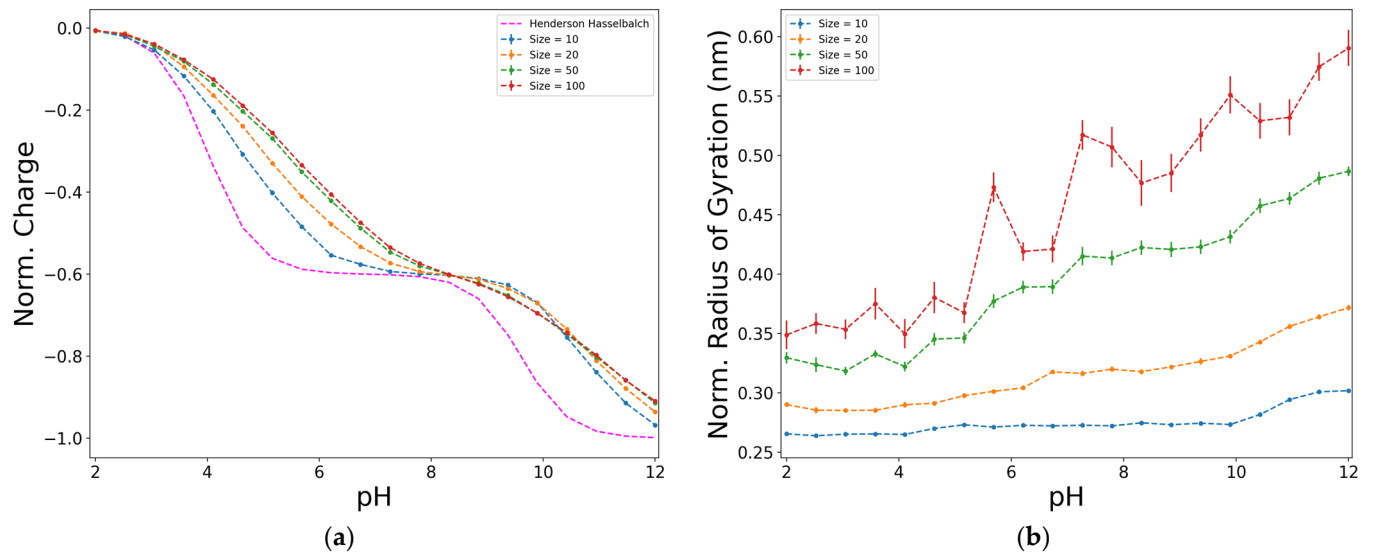 0.0
−0.2
−0.4
−0.6
−0.8
−1.0
Norm. Charge
2
4
6
8
10
12
pH
Henderson Hasselbalch
Size = 10
Size = 20
Size = 50
Size = 100
(a)
0.60
0.55
0.50
0.45
0.40
0.35
0.30
0.25
Norm. Radius of Gyration (nm)
2
4
6
8
10
12
pH
Size = 10
Size = 20
Size = 50
Size = 100
(b)